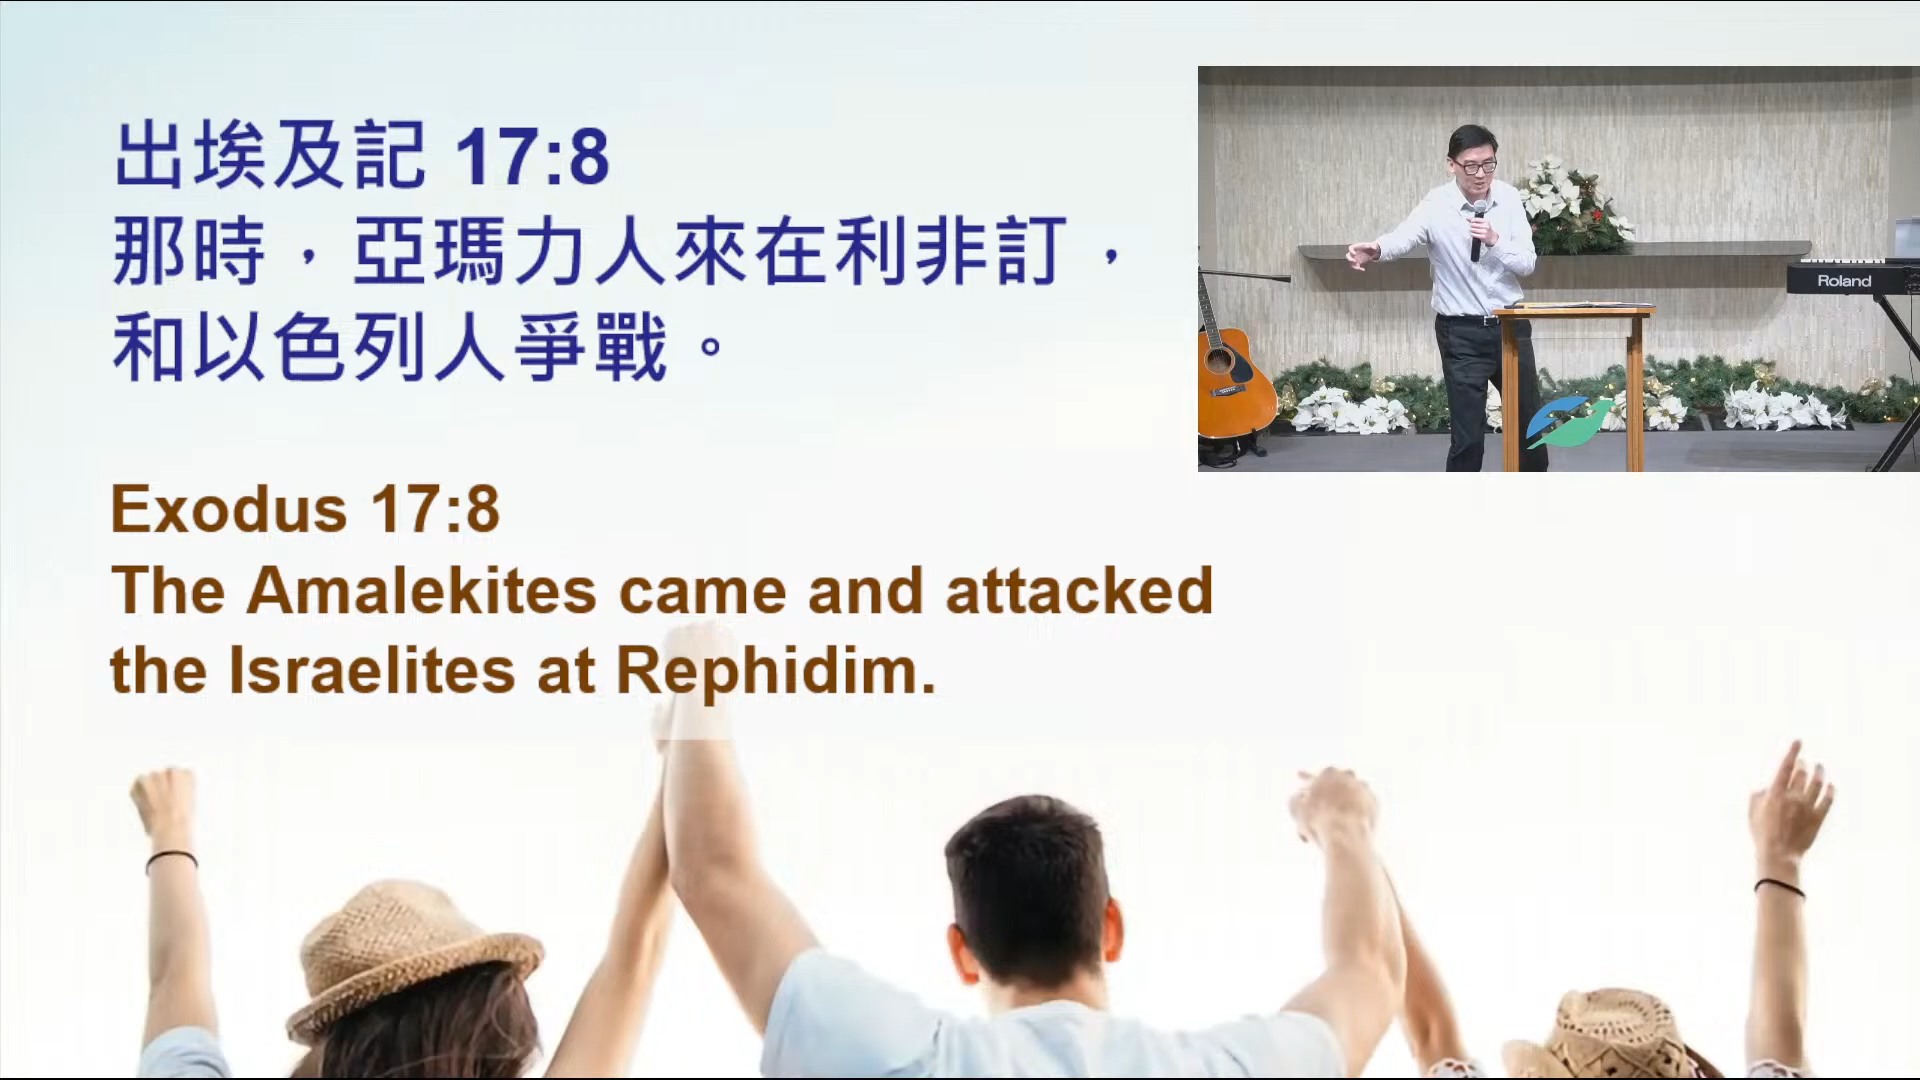 出埃及記 17:8
那時，亞瑪力人來在利非訂，
和以色列人爭戰。
Exodus 17:8
The Amalekites came and attacked
the Israelites at Rephidim.
Roland